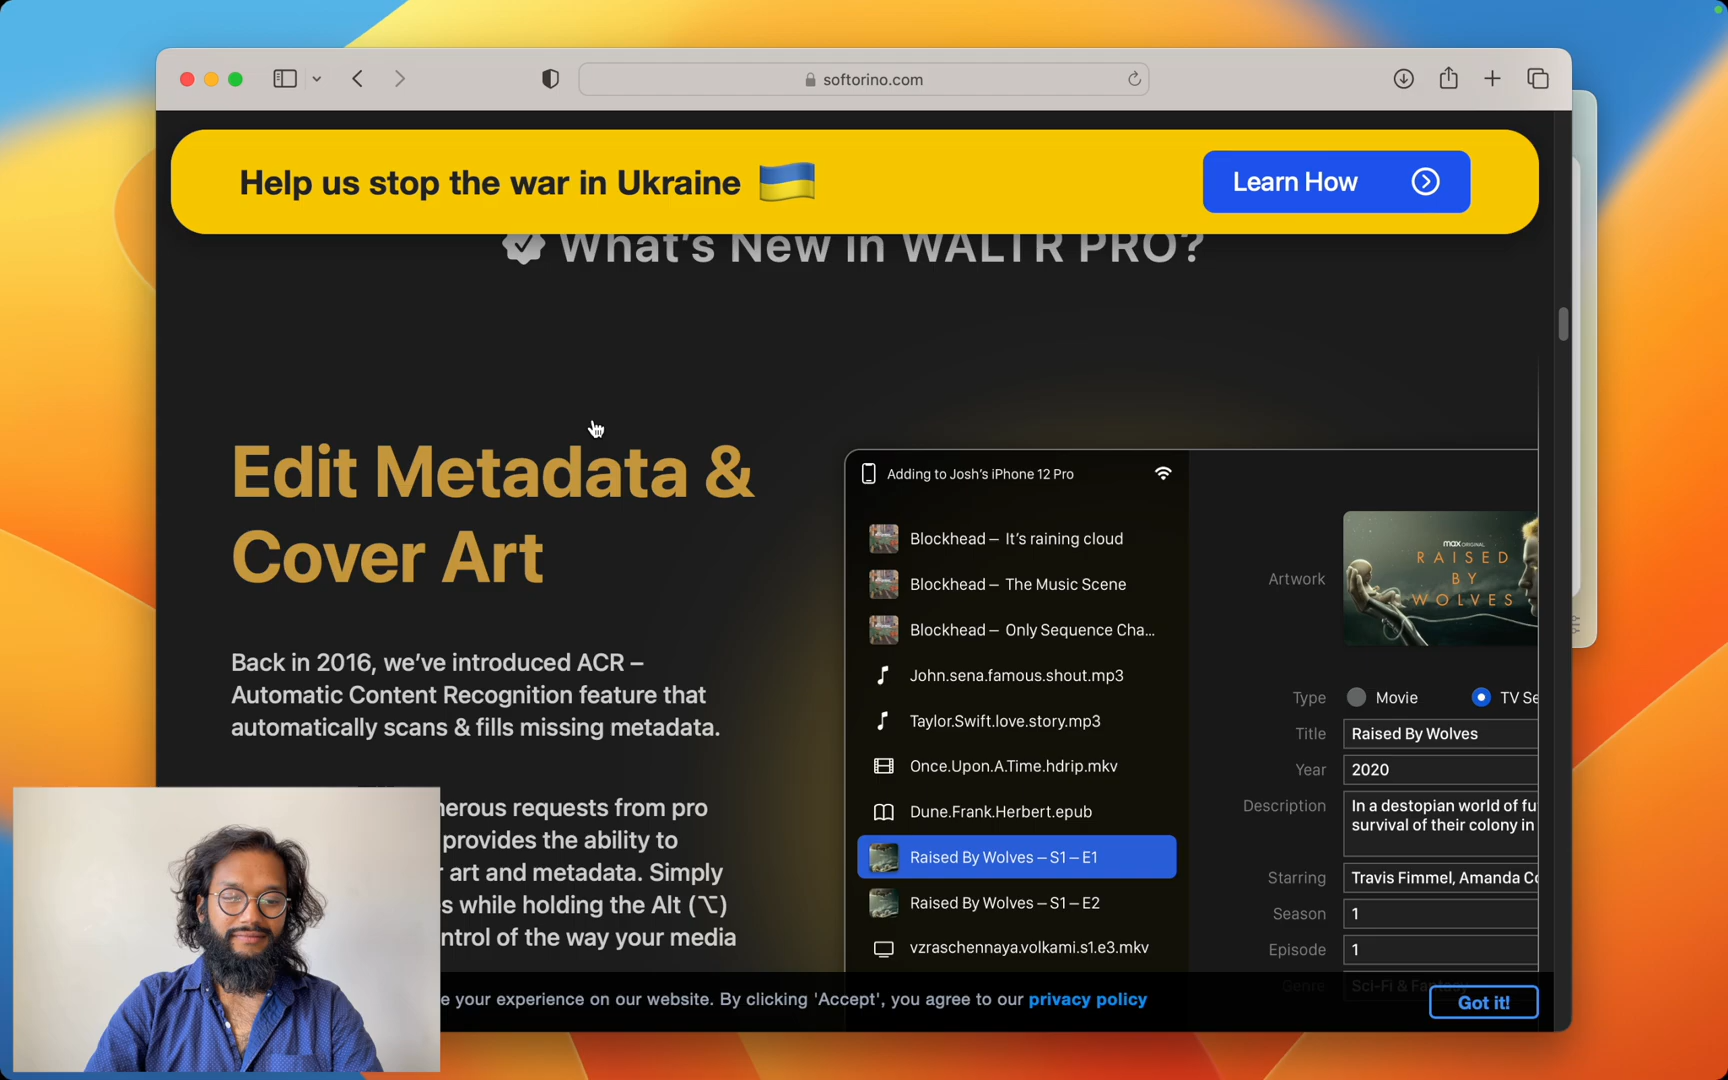 softorino.com
Help us stop the war in Ukraine
Learn How
What's New in WALTR PRO?
Edit Metadata &
Cover Art
Back in 2016, we've introduced ACR –
Automatic Content Recognition feature that
automatically scans & fills missing metadata.
nerous requests from pro
provides the ability to
art and metadata. Simply
s while holding the Alt (⌥)
ntrol of the way your media
Adding to Josh's iPhone 12 Pro
Blockhead – It's raining cloud
Blockhead – The Music Scene
Blockhead – Only Sequence Cha...
John.sena.famous.shout.mp3
Taylor.Swift.love.story.mp3
Once.Upon.A.Time.hdrip.mkv
Dune.Frank.Herbert.epub
Raised By Wolves – S1 – E1
Raised By Wolves – S1 – E2
vzraschennaya.volkami.s1.e3.mkv
Artwork
max ORIGINAL
RAISED
BY
WOLVES
Type Movie TV Se
Title Raised By Wolves
Year 2020
Description In a destopian world of fu
survival of their colony in
Starring Travis Fimmel, Amanda Co
Season 1
Episode 1
Genre Sci-Fi & Fantasy
e your experience on our website. By clicking 'Accept', you agree to our privacy policy
Got it!